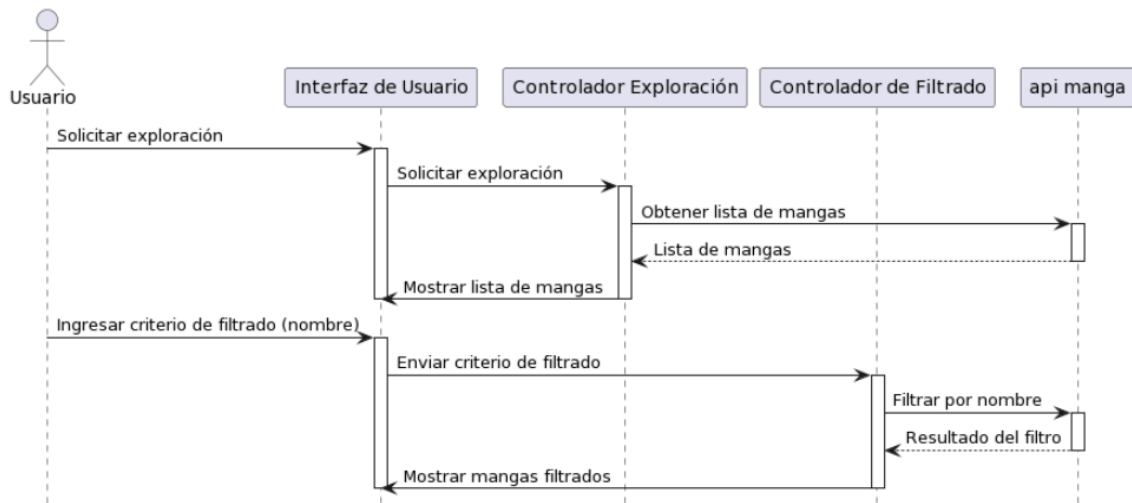 Usuario
Interfaz de Usuario
Controlador Exploración
Controlador de Filtrado
api manga
Solicitar exploración
Solicitar exploración
Obtener lista de mangas
Lista de mangas
Mostrar lista de mangas
Ingresar criterio de filtrado (nombre)
Enviar criterio de filtrado
Filtrar por nombre
Resultado del filtro
Mostrar mangas filtrados